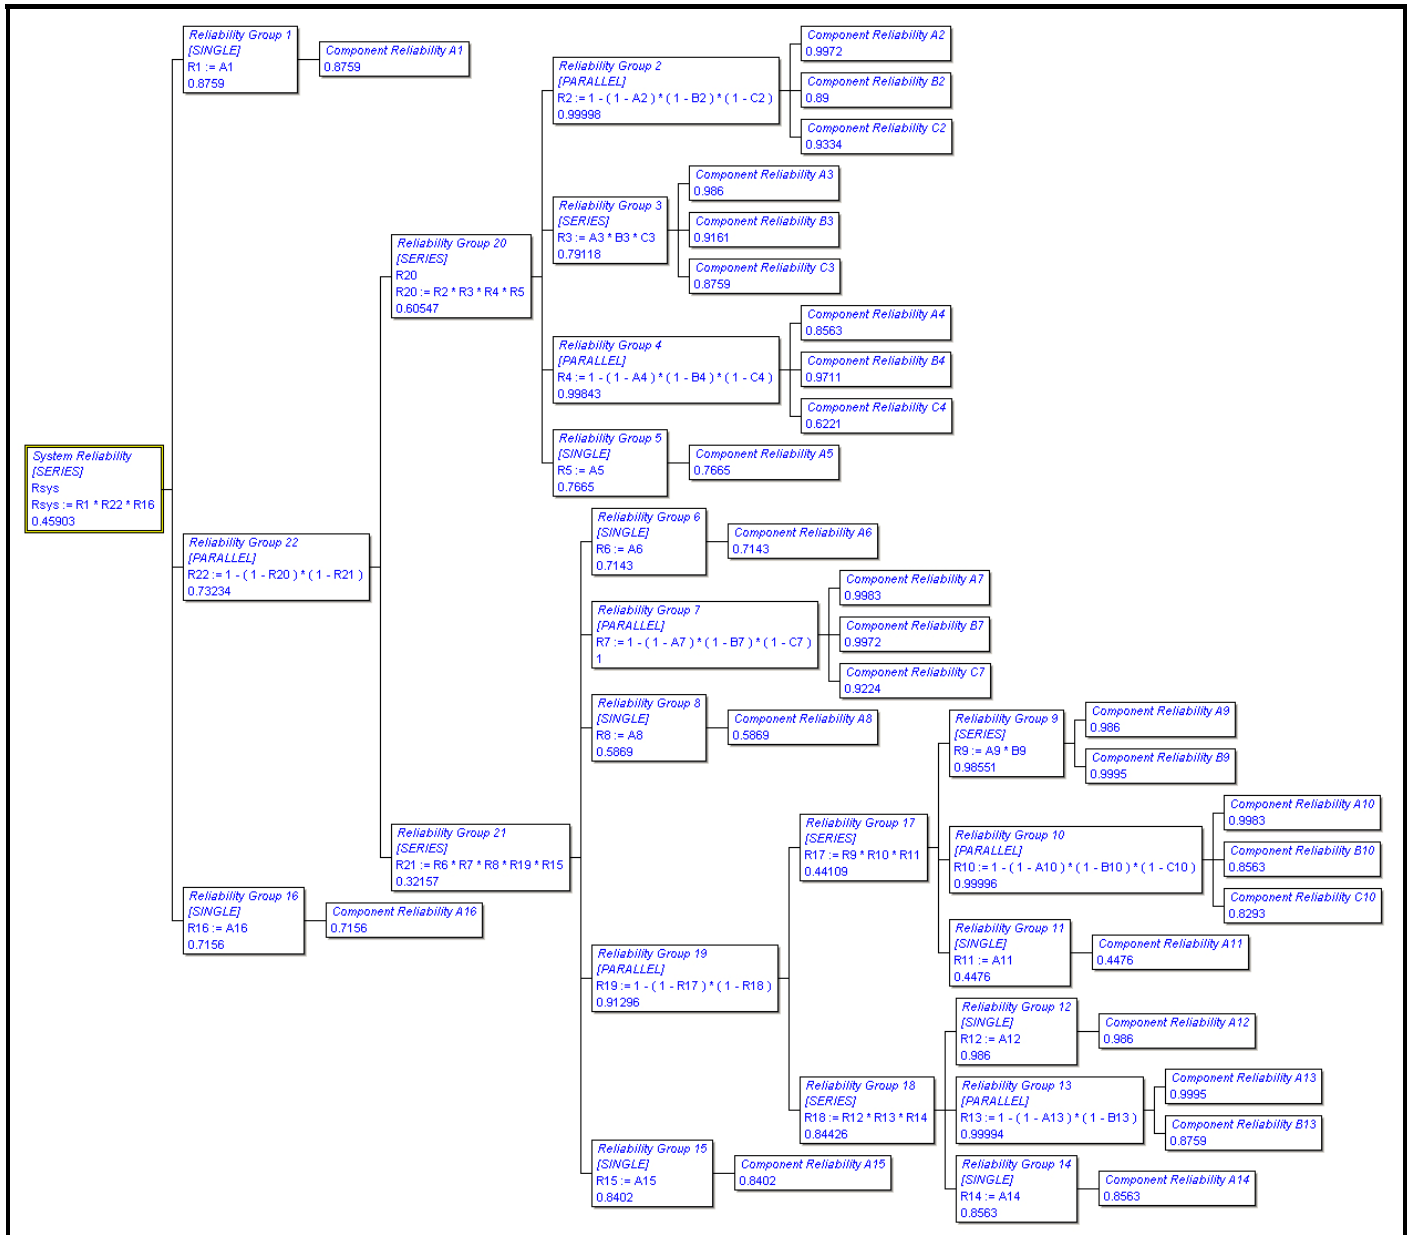 System Reliability
[SERIES]
Rsys
Rsys := R1 * R22 * R16
0.45903
Reliability Group 1
[SINGLE]
R1 := A1
0.8759
Component Reliability A1
0.8759
Reliability Group 22
[PARALLEL]
R22 := 1 - ( 1 - R20 ) * ( 1 - R21 )
0.73234
Reliability Group 20
[SERIES]
R20
R20 := R2 * R3 * R4 * R5
0.60547
Reliability Group 2
[PARALLEL]
R2 := 1 - ( 1 - A2 ) * ( 1 - B2 ) * ( 1 - C2 )
0.99998
Component Reliability A2
0.9972
Component Reliability B2
0.89
Component Reliability C2
0.9334
Reliability Group 3
[SERIES]
R3 := A3 * B3 * C3
0.79118
Component Reliability A3
0.986
Component Reliability B3
0.9161
Component Reliability C3
0.8759
Reliability Group 4
[PARALLEL]
R4 := 1 - ( 1 - A4 ) * ( 1 - B4 ) * ( 1 - C4 )
0.99843
Component Reliability A4
0.8563
Component Reliability B4
0.9711
Component Reliability C4
0.6221
Reliability Group 5
[SINGLE]
R5 := A5
0.7665
Component Reliability A5
0.7665
Reliability Group 21
[SERIES]
R21 := R6 * R7 * R8 * R19 * R15
0.32157
Reliability Group 6
[SINGLE]
R6 := A6
0.7143
Component Reliability A6
0.7143
Reliability Group 7
[PARALLEL]
R7 := 1 - ( 1 - A7 ) * ( 1 - B7 ) * ( 1 - C7 )
1
Component Reliability A7
0.9983
Component Reliability B7
0.9972
Component Reliability C7
0.9224
Reliability Group 8
[SINGLE]
R8 := A8
0.5869
Component Reliability A8
0.5869
Reliability Group 19
[PARALLEL]
R19 := 1 - ( 1 - R17 ) * ( 1 - R18 )
0.91296
Reliability Group 17
[SERIES]
R17 := R9 * R10 * R11
0.44109
Reliability Group 9
[SERIES]
R9 := A9 * B9
0.98551
Component Reliability A9
0.986
Component Reliability B9
0.9995
Reliability Group 10
[PARALLEL]
R10 := 1 - ( 1 - A10 ) * ( 1 - B10 ) * ( 1 - C10 )
0.99996
Component Reliability A10
0.9983
Component Reliability B10
0.8563
Component Reliability C10
0.8293
Reliability Group 11
[SINGLE]
R11 := A11
0.4476
Component Reliability A11
0.4476
Reliability Group 18
[SERIES]
R18 := R12 * R13 * R14
0.84426
Reliability Group 12
[SINGLE]
R12 := A12
0.986
Component Reliability A12
0.986
Reliability Group 13
[PARALLEL]
R13 := 1 - ( 1 - A13 ) * ( 1 - B13 )
0.99994
Component Reliability A13
0.9995
Component Reliability B13
0.8759
Reliability Group 14
[SINGLE]
R14 := A14
0.8563
Component Reliability A14
0.8563
Reliability Group 15
[SINGLE]
R15 := A15
0.8402
Component Reliability A15
0.8402
Reliability Group 16
[SINGLE]
R16 := A16
0.7156
Component Reliability A16
0.7156